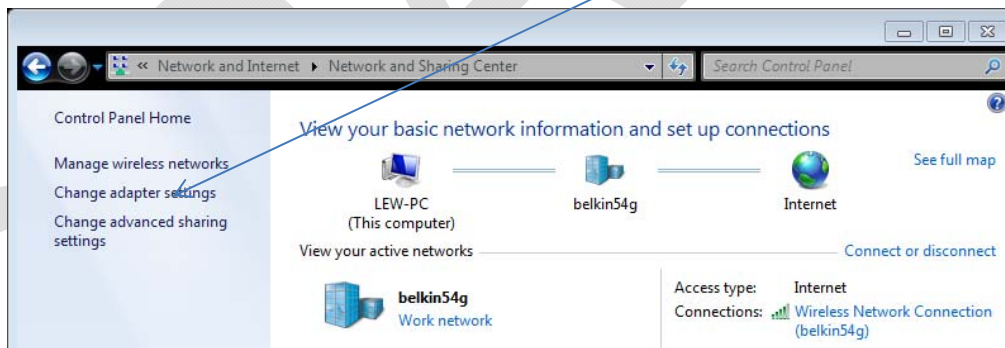 « Network and Internet ▸ Network and Sharing Center
Search Control Panel
Control Panel Home
Manage wireless networks
Change adapter settings
Change advanced sharing
settings
View your basic network information and set up connections
See full map
LEW-PC
(This computer)
belkin54g
Internet
View your active networks
Connect or disconnect
belkin54g
Work network
Access type: Internet
Connections: Wireless Network Connection
(belkin54g)